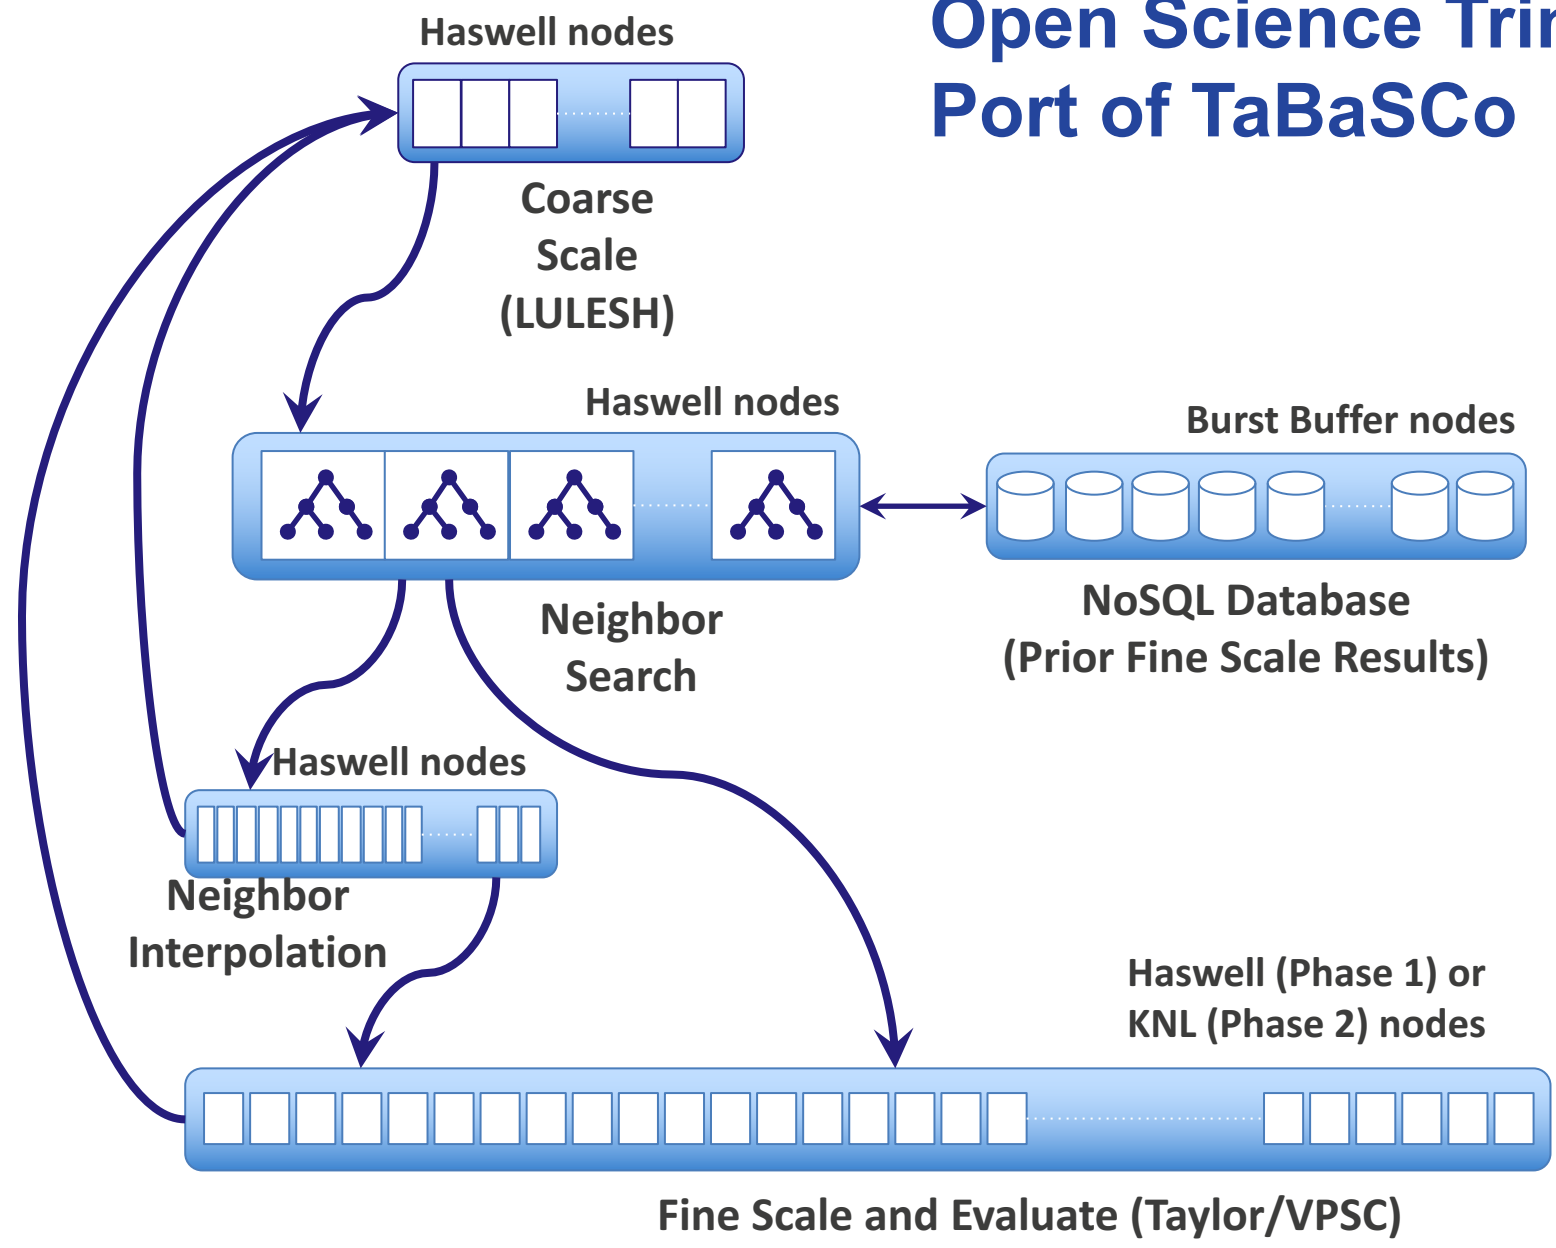 Haswell nodes
Open Science
Port of TaBaSCo
Coarse
Scale
(LULESH)
Haswell nodes
Burst Buffer nodes
NoSQL Database
(Prior Fine Scale Results)
Neighbor
Search
Haswell nodes
Neighbor
Interpolation
Haswell (Phase 1) or
KNL (Phase 2) nodes
Fine Scale and Evaluate (Taylor/VPSC)